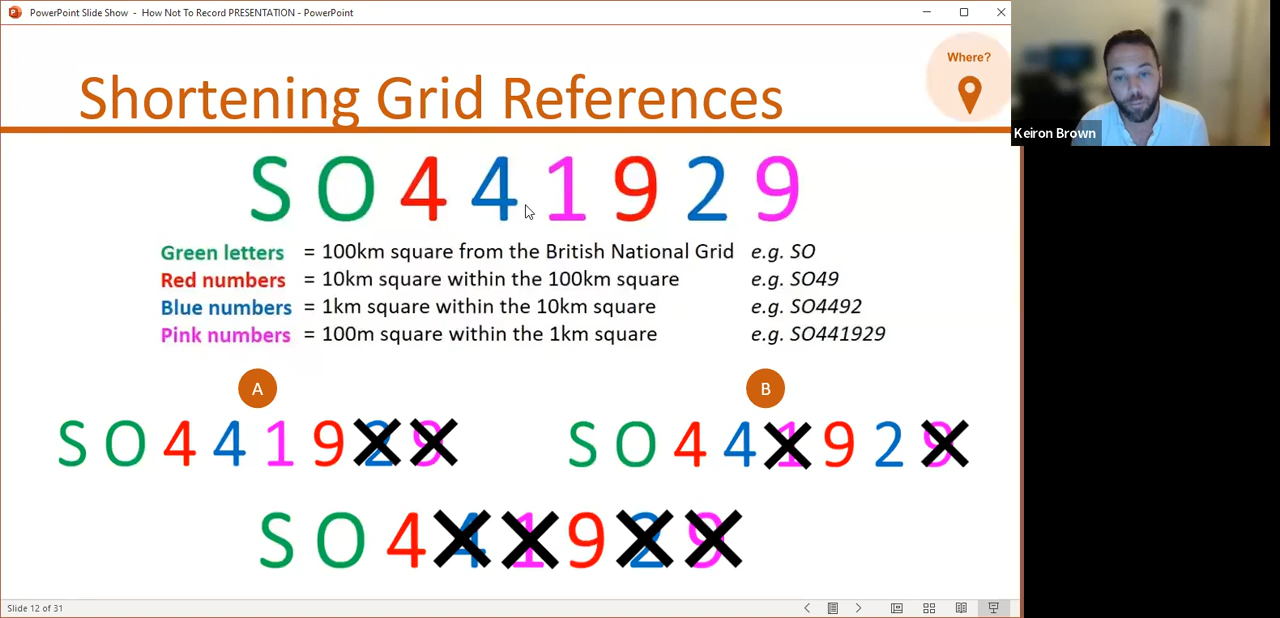 PowerPoint Slide Show - How Not To Record PRESENTATION - PowerPoint
Where?
Shortening Grid References
Keiron Brown
S O 4 4 1 9 2 9
Green letters = 100km square from the British National Grid e.g. SO
Red numbers = 10km square within the 100km square e.g. SO49
Blue numbers = 1km square within the 10km square e.g. SO4492
Pink numbers = 100m square within the 1km square e.g. SO441929
A B
S O 4 4 1 9 2 9 S O 4 4 1 9 2 9
S O 4 4 1 9 2 9
Slide 12 of 31